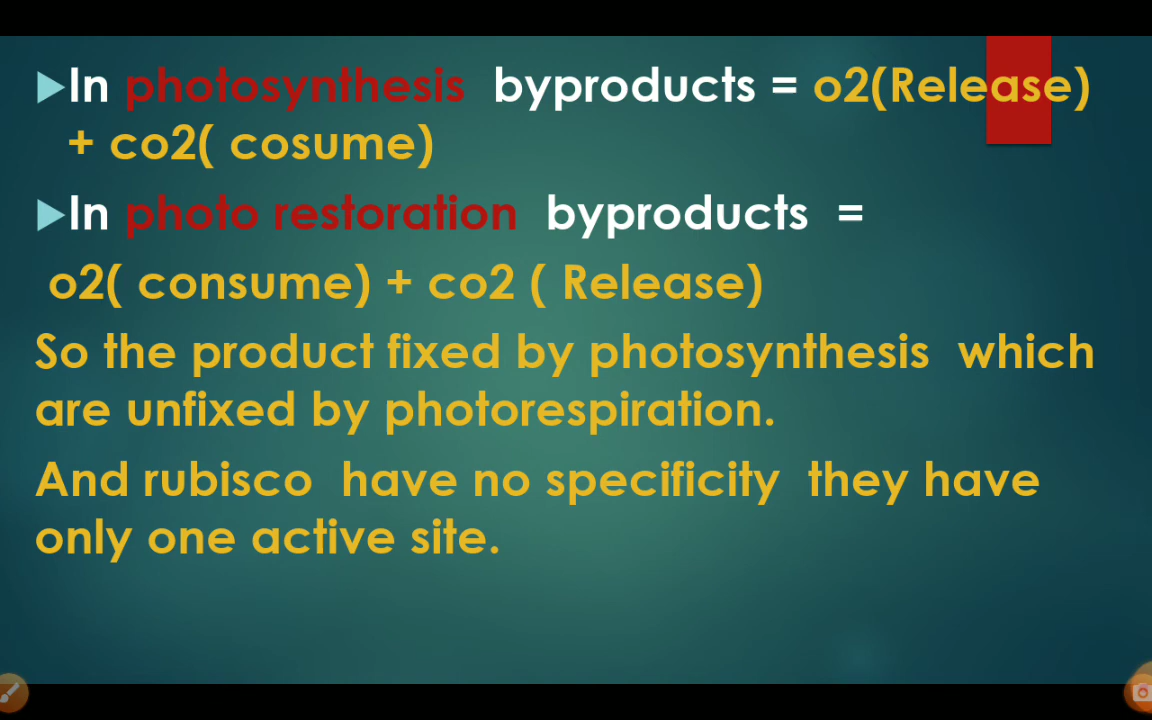 In photosynthesis byproducts = o2(Release)
+ co2( cosume)
In photo restoration byproducts =
o2( consume) + co2 ( Release)
So the product fixed by photosynthesis which
are unfixed by photorespiration.
And rubisco have no specificity they have
only one active site.